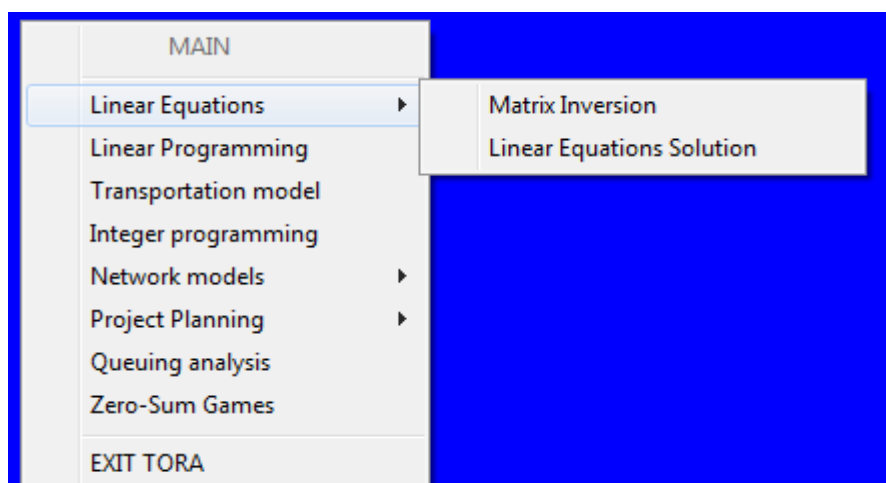 MAIN
Linear Equations
Matrix Inversion
Linear Equations Solution
Linear Programming
Transportation model
Integer programming
Network models
Project Planning
Queuing analysis
Zero-Sum Games
EXIT TORA